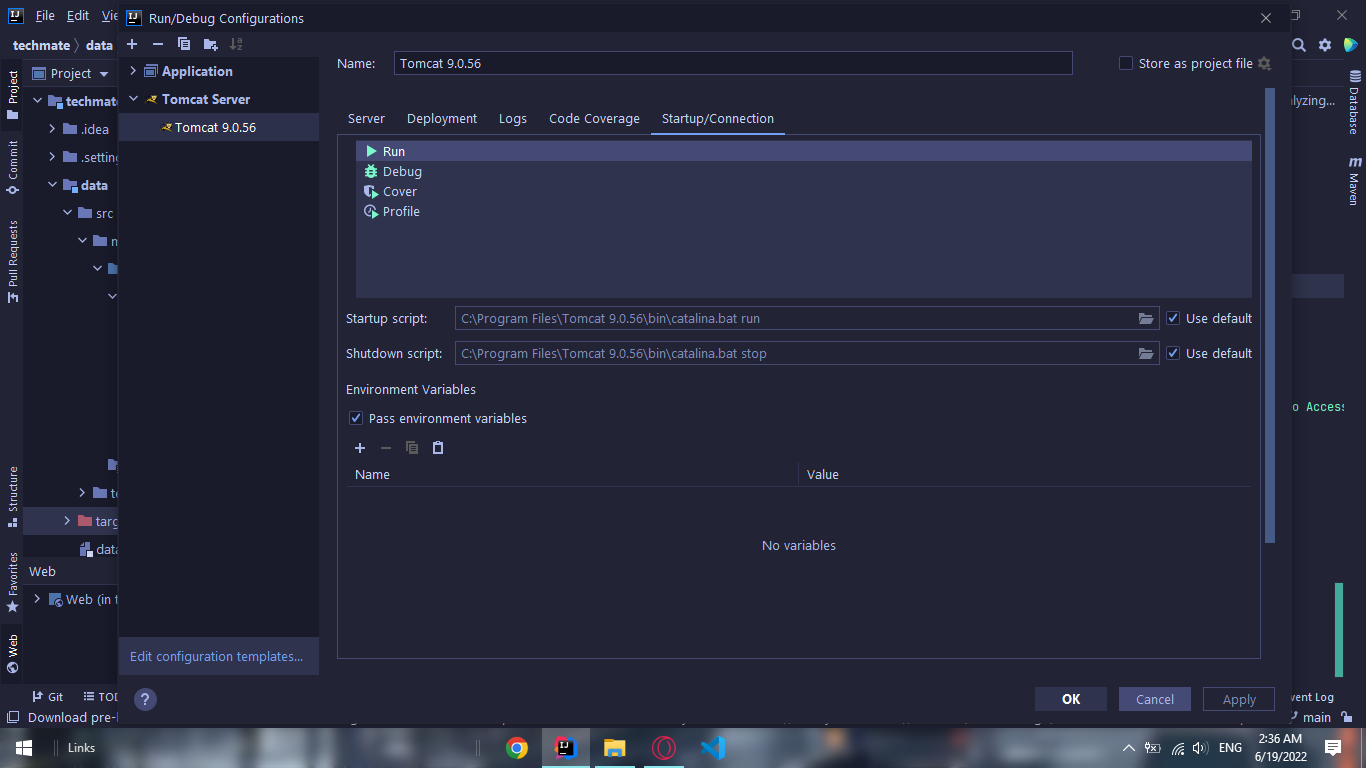 File Edit
Run/Debug Configurations
techmate data
Name: Tomcat 9.0.56
Store as project file
Project
Application
Tomcat Server
Tomcat 9.0.56
Server Deployment Logs Code Coverage Startup/Connection
Run
Debug
Cover
Profile
Startup script: C:\Program Files\Tomcat 9.0.56\bin\catalina.bat run Use default
Shutdown script: C:\Program Files\Tomcat 9.0.56\bin\catalina.bat stop Use default
Environment Variables
Pass environment variables
Name Value
No variables
Edit configuration templates...
? OK Cancel Apply
Project
Commit
Pull Requests
Structure
Favorites
Web
techmate
.idea
.setting
data
src
targ
data
Web
Web (in t
Git TOD
Download pre-
lyzing...
Database
Maven
o Access
vent Log
main
Links
ENG
2:36 AM
6/19/2022